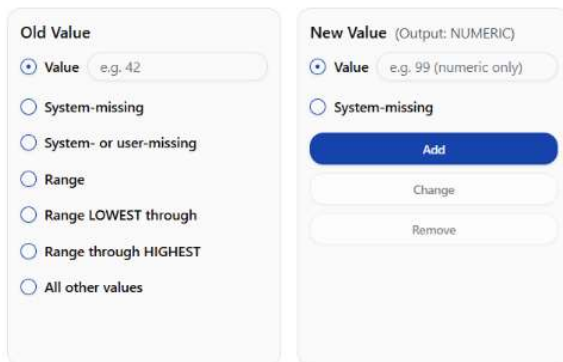 Old Value
Value e.g. 42
System-missing
System- or user-missing
Range
Range LOWEST through
Range through HIGHEST
All other values
New Value (Output: NUMERIC)
Value e.g. 99 (numeric only)
System-missing
Add
Change
Remove